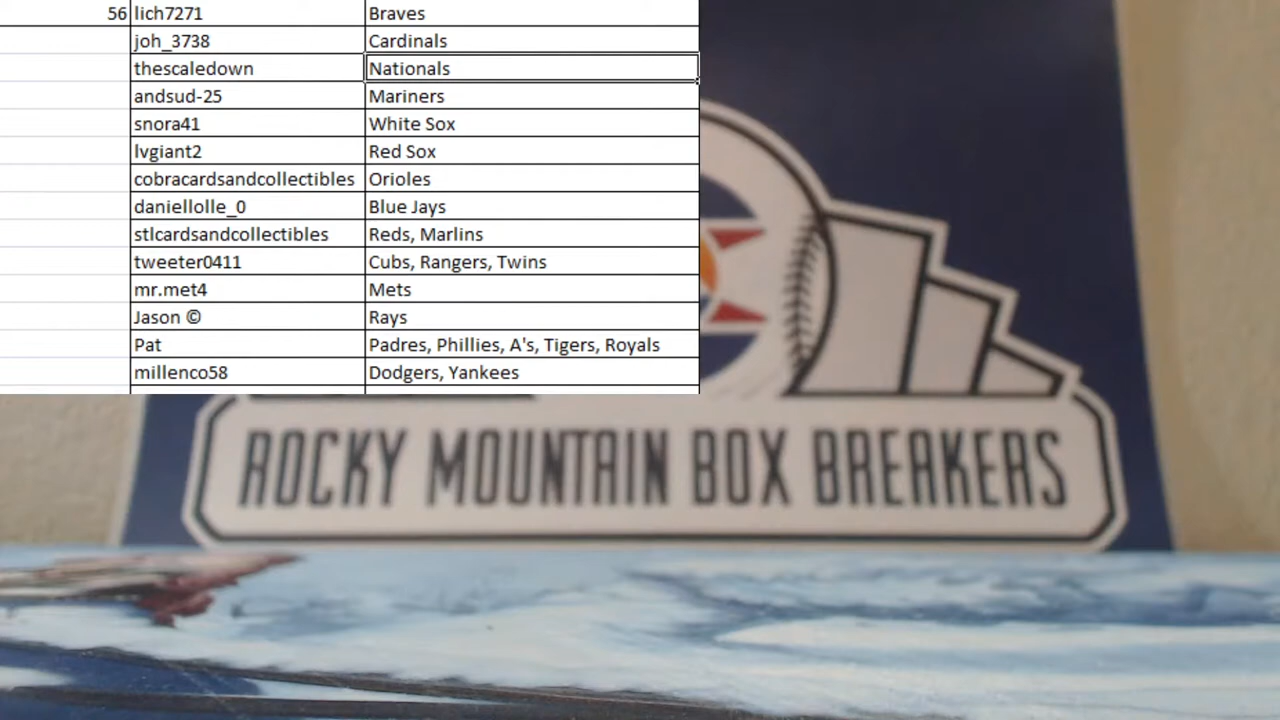 56 lich7271 Braves
joh_3738 Cardinals
thescaledown Nationals
andsud-25 Mariners
snora41 White Sox
lvgiant2 Red Sox
cobracardsandcollectibles Orioles
daniellolle_0 Blue Jays
stlcardsandcollectibles Reds, Marlins
tweeter0411 Cubs, Rangers, Twins
mr.met4 Mets
Jason © Rays
Pat Padres, Phillies, A's, Tigers, Royals
millenco58 Dodgers, Yankees
ROCKY MOUNTAIN BOX BREAKERS